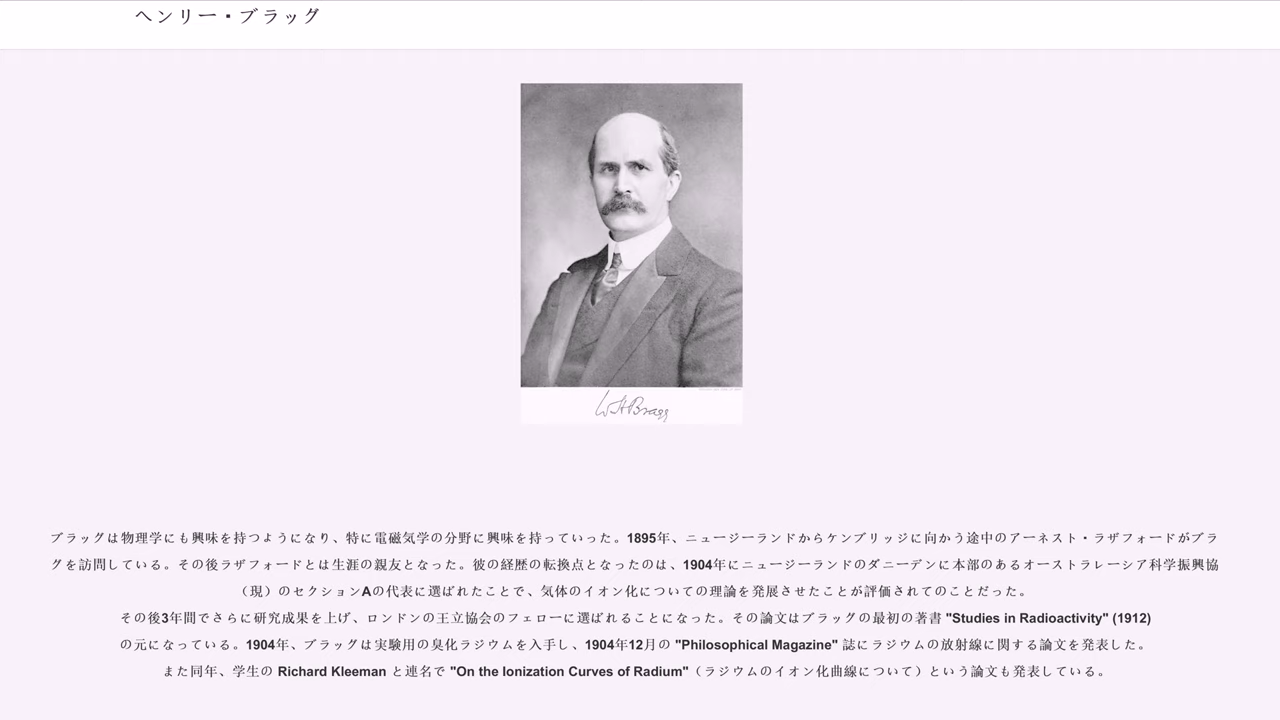 ヘンリー・ブラッグ
WHBragg
ブラッグは物理学にも興味を持つようになり、特に電磁気学の分野に興味を持っていった。1895年、ニュージーランドからケンブリッジに向かう途中のアーネスト・ラザフォードがブラ
グを訪問している。その後ラザフォードとは生涯の親友となった。彼の経歴の転換点となったのは、1904年にニュージーランドのダニーデンに本部のあるオーストラレーシア科学振興協
（現）のセクションAの代表に選ばれたことで、気体のイオン化についての理論を発展させたことが評価されてのことだった。
その後3年間でさらに研究成果を上げ、ロンドンの王立協会のフェローに選ばれることになった。その論文はブラッグの最初の著書 "Studies in Radioactivity" (1912)
の元になっている。1904年、ブラッグは実験用の臭化ラジウムを入手し、1904年12月の "Philosophical Magazine" 誌にラジウムの放射線に関する論文を発表した。
また同年、学生の Richard Kleeman と連名で "On the Ionization Curves of Radium"（ラジウムのイオン化曲線について）という論文も発表している。